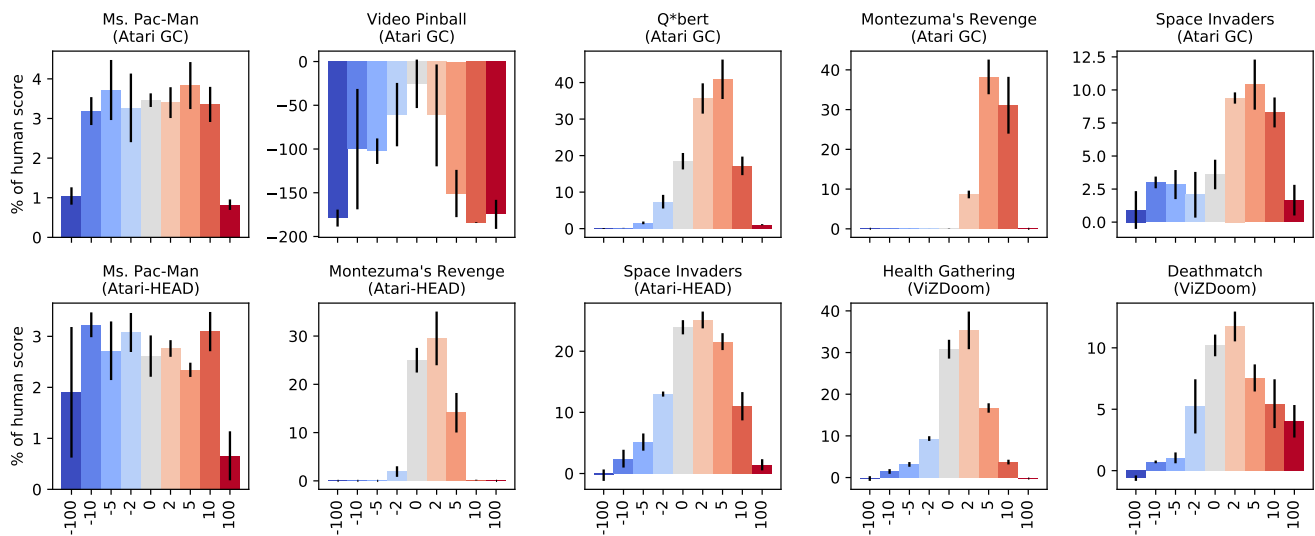 Ms. Pac-Man
(Atari GC)
Video Pinball
(Atari GC)
Q*bert
(Atari GC)
Montezuma's Revenge
(Atari GC)
Space Invaders
(Atari GC)
% of human score
4
3
2
1
0
0
−50
−100
−150
−200
40
30
20
10
0
40
30
20
10
0
12.5
10.0
7.5
5.0
2.5
0.0
Ms. Pac-Man
(Atari-HEAD)
Montezuma's Revenge
(Atari-HEAD)
Space Invaders
(Atari-HEAD)
Health Gathering
(ViZDoom)
Deathmatch
(ViZDoom)
% of human score
3
2
1
0
30
20
10
0
20
10
0
40
30
20
10
0
10
5
0
-100 -10 -5 -2 0 2 5 10 100
-100 -10 -5 -2 0 2 5 10 100
-100 -10 -5 -2 0 2 5 10 100
-100 -10 -5 -2 0 2 5 10 100
-100 -10 -5 -2 0 2 5 10 100